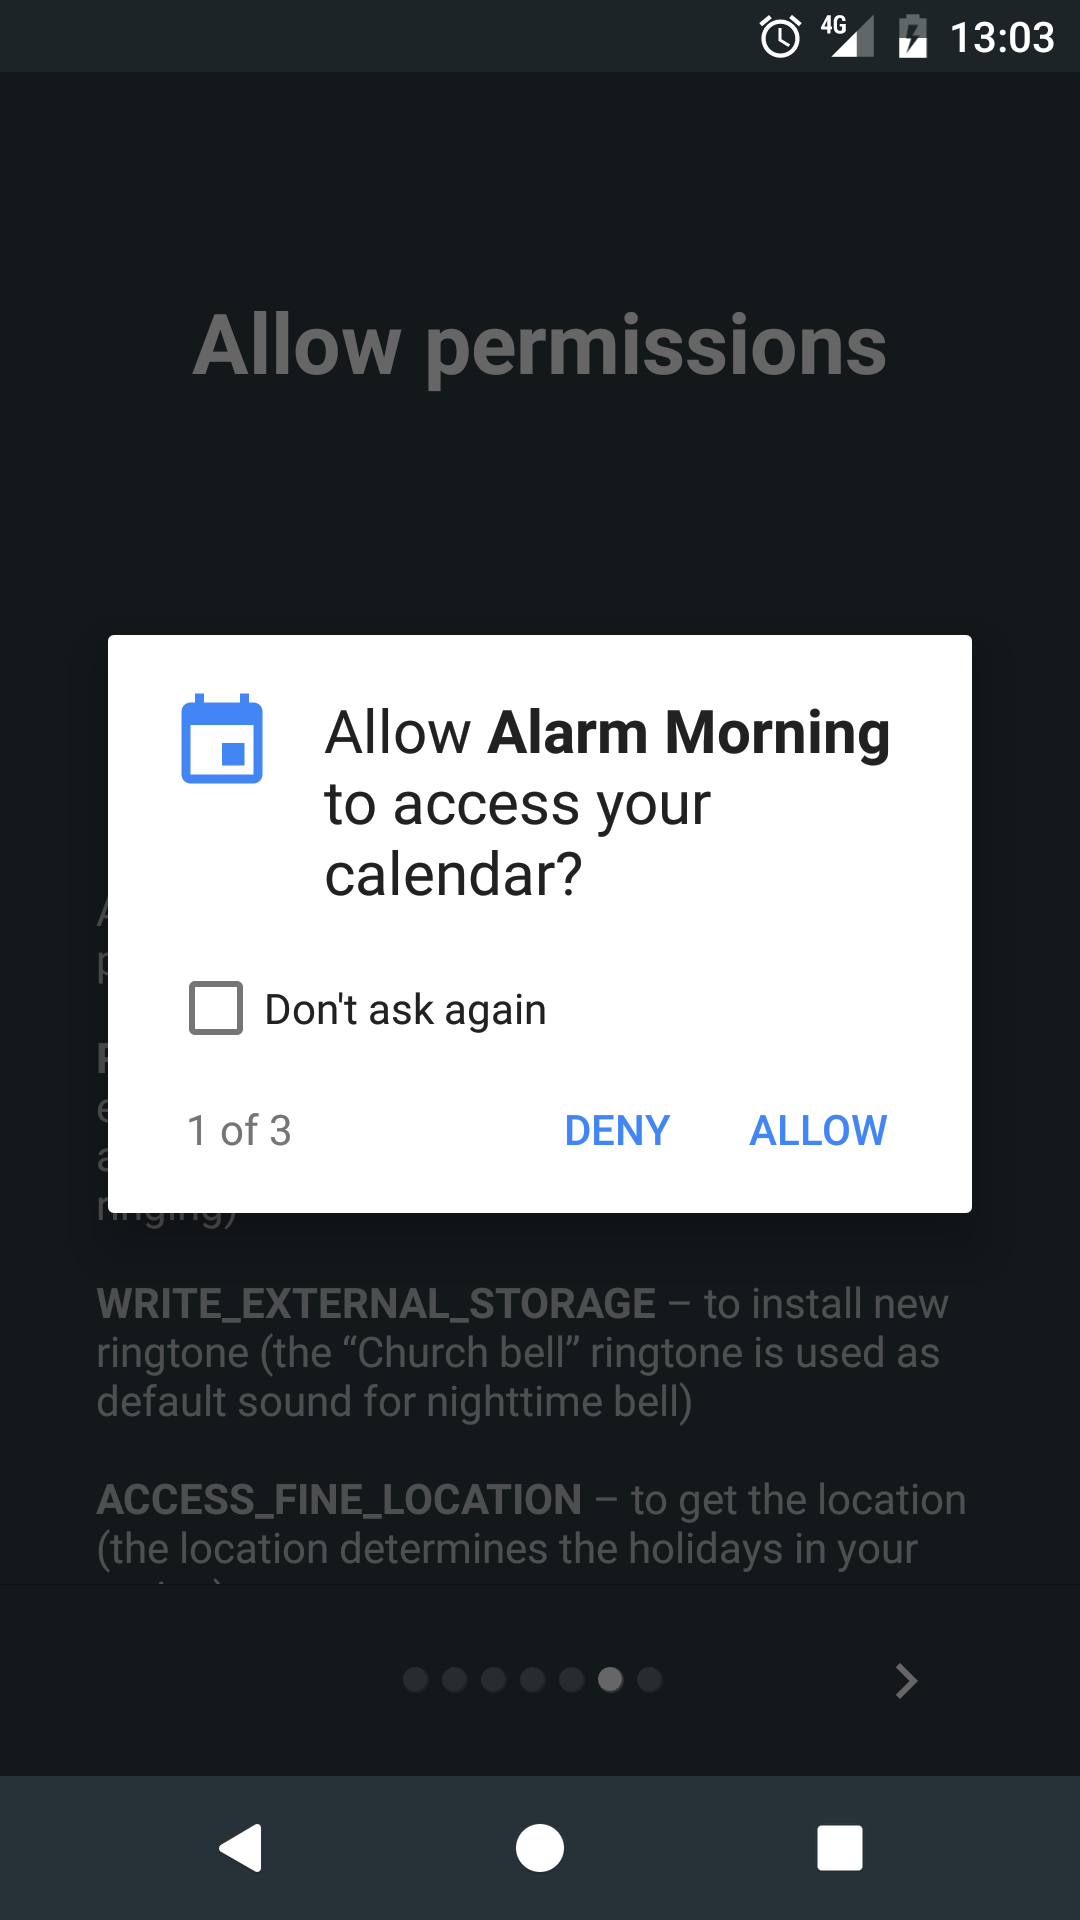 4G 13:03
Allow permissions
Allow Alarm Morning
to access your
calendar?
Don't ask again
1 of 3 DENY ALLOW
ringing)
WRITE_EXTERNAL_STORAGE – to install new
ringtone (the “Church bell” ringtone is used as
default sound for nighttime bell)
ACCESS_FINE_LOCATION – to get the location
(the location determines the holidays in your